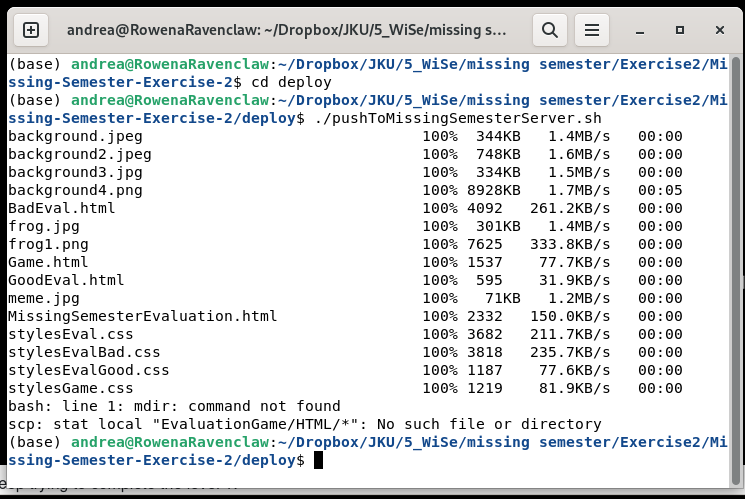 andrea@RowenaRavenclaw: ~/Dropbox/JKU/5_WiSe/missing s...
(base) andrea@RowenaRavenclaw:~/Dropbox/JKU/5_WiSe/missing semester/Exercise2/Mi
ssing-Semester-Exercise-2$ cd deploy
(base) andrea@RowenaRavenclaw:~/Dropbox/JKU/5_WiSe/missing semester/Exercise2/Mi
ssing-Semester-Exercise-2/deploy$ ./pushToMissingSemesterServer.sh
background.jpeg 100% 344KB 1.4MB/s 00:00
background2.jpeg 100% 748KB 1.6MB/s 00:00
background3.jpg 100% 334KB 1.5MB/s 00:00
background4.png 100% 8928KB 1.7MB/s 00:05
BadEval.html 100% 4092 261.2KB/s 00:00
frog.jpg 100% 301KB 1.4MB/s 00:00
frog1.png 100% 7625 333.8KB/s 00:00
Game.html 100% 1537 77.7KB/s 00:00
GoodEval.html 100% 595 31.9KB/s 00:00
meme.jpg 100% 71KB 1.2MB/s 00:00
MissingSemesterEvaluation.html 100% 2332 150.0KB/s 00:00
stylesEval.css 100% 3682 211.7KB/s 00:00
stylesEvalBad.css 100% 3818 235.7KB/s 00:00
stylesEvalGood.css 100% 1187 77.6KB/s 00:00
stylesGame.css 100% 1219 81.9KB/s 00:00
bash: line 1: mdir: command not found
scp: stat local "EvaluationGame/HTML/*": No such file or directory
(base) andrea@RowenaRavenclaw:~/Dropbox/JKU/5_WiSe/missing semester/Exercise2/Mi
ssing-Semester-Exercise-2/deploy$